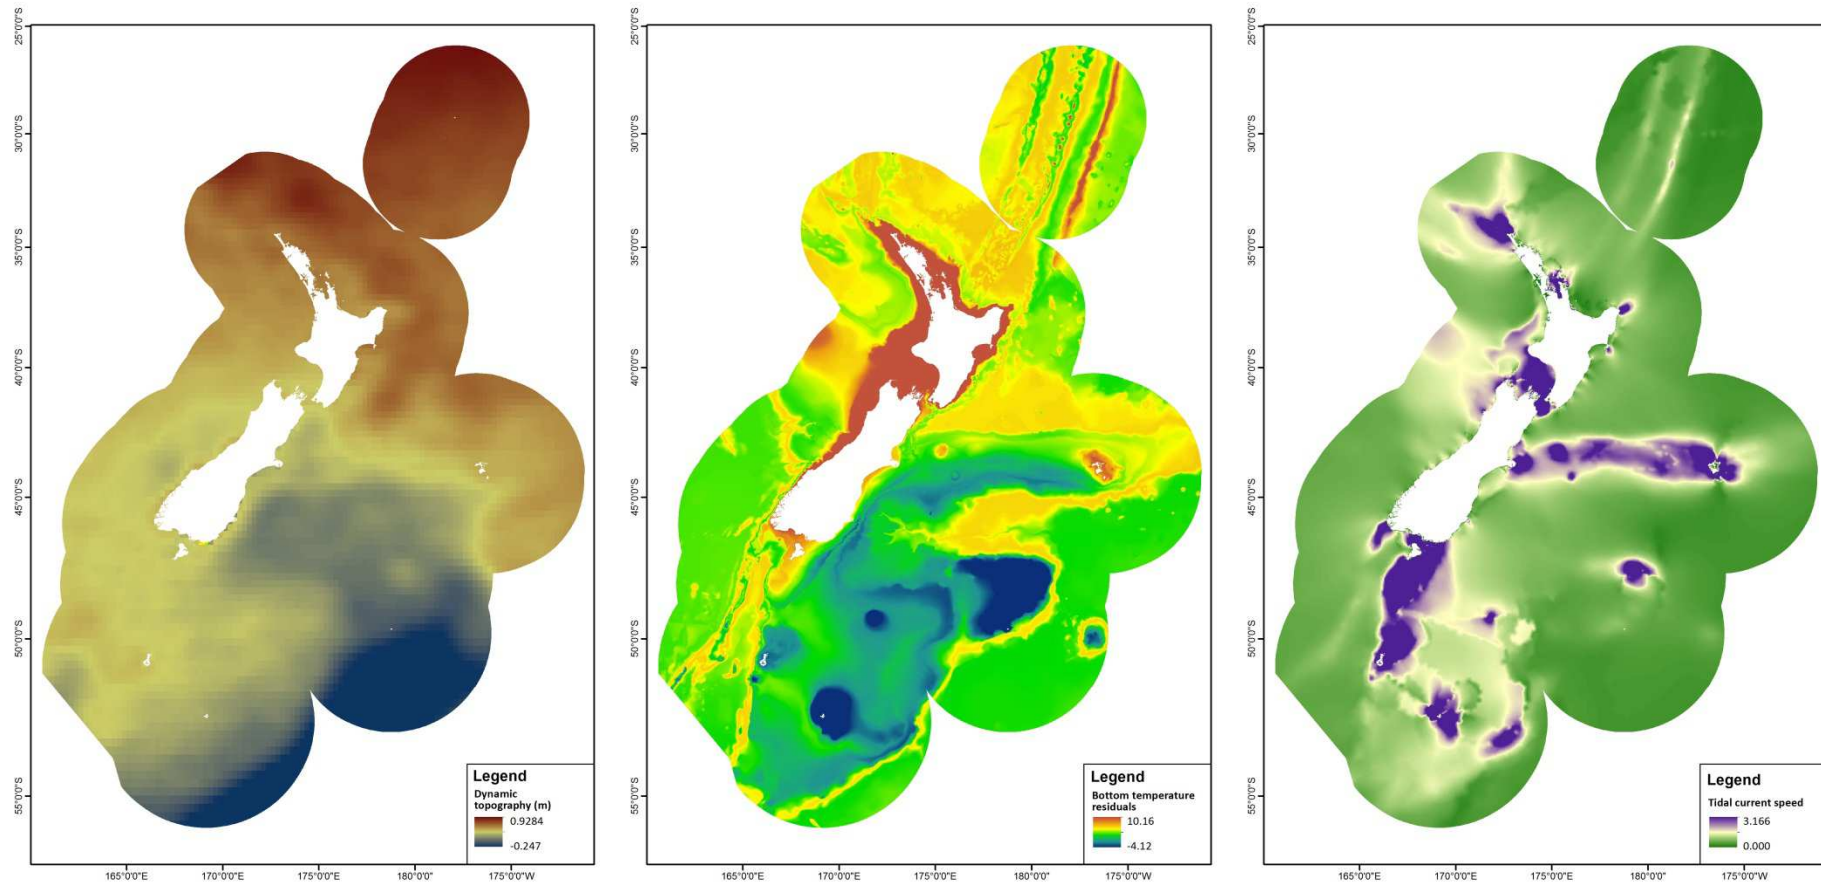 25°0'0"S
30°0'0"S
35°0'0"S
40°0'0"S
45°0'0"S
50°0'0"S
55°0'0"S
Legend
Dynamic
topography (m)
0.9284
-0.247
165°0'0"E
170°0'0"E
175°0'0"E
180°0'0"
175°0'0"W
25°0'0"S
30°0'0"S
35°0'0"S
40°0'0"S
45°0'0"S
50°0'0"S
55°0'0"S
Legend
Bottom temperature
residuals
10.16
-4.12
165°0'0"E
170°0'0"E
175°0'0"E
180°0'0"
175°0'0"W
25°0'0"S
30°0'0"S
35°0'0"S
40°0'0"S
45°0'0"S
50°0'0"S
55°0'0"S
Legend
Tidal current speed
3.166
0.000
165°0'0"E
170°0'0"E
175°0'0"E
180°0'0"
175°0'0"W